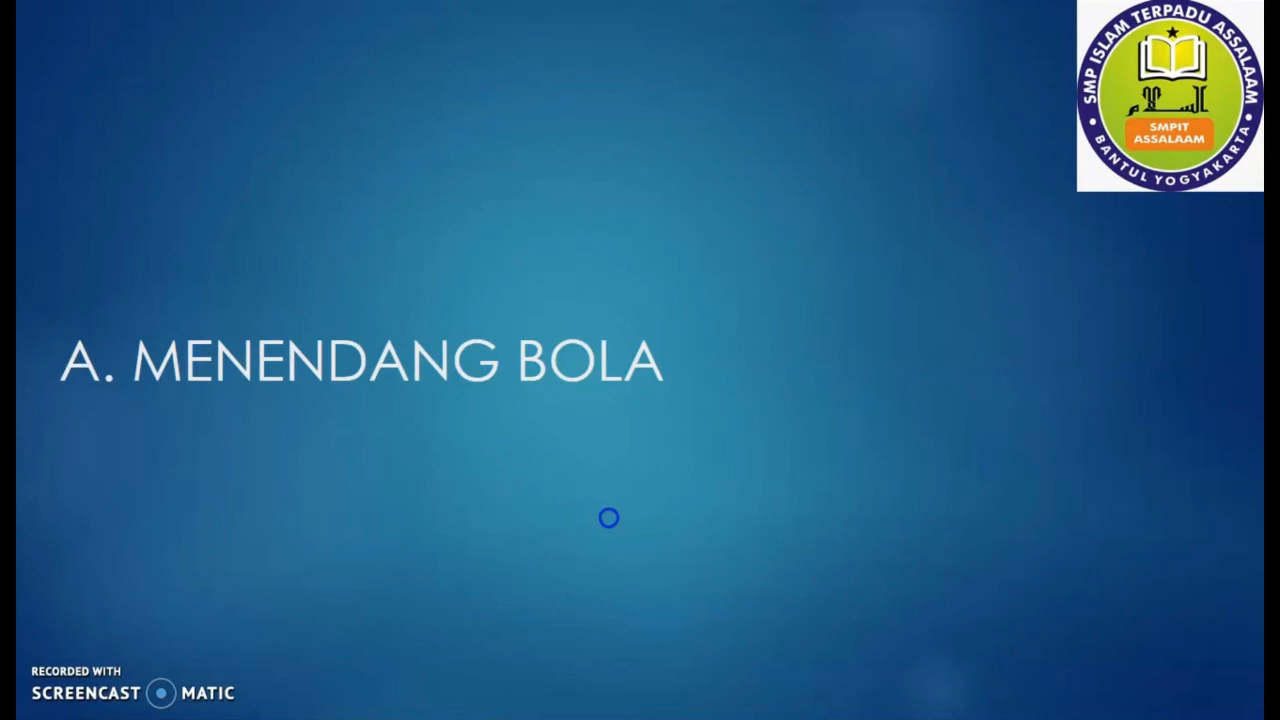 SMP ISLAM TERPADU ASSALAAM
السلام
SMPIT
ASSALAAM
• BANTUL YOGYAKARTA •
A. MENENDANG BOLA
RECORDED WITH
SCREENCAST MATIC